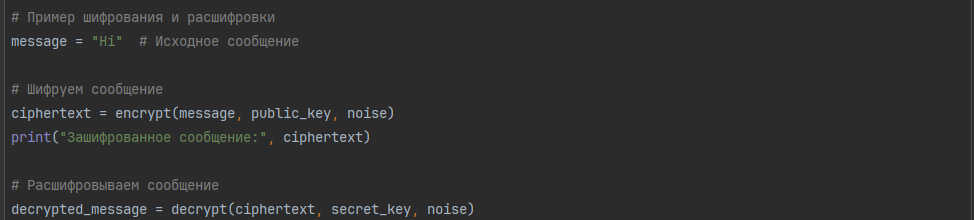 # Пример шифрования и расшифровки
message = "Hi"  # Исходное сообщение
# Шифруем сообщение
ciphertext = encrypt(message, public_key, noise)
print("Зашифрованное сообщение:", ciphertext)
# Расшифровываем сообщение
decrypted_message = decrypt(ciphertext, secret_key, noise)